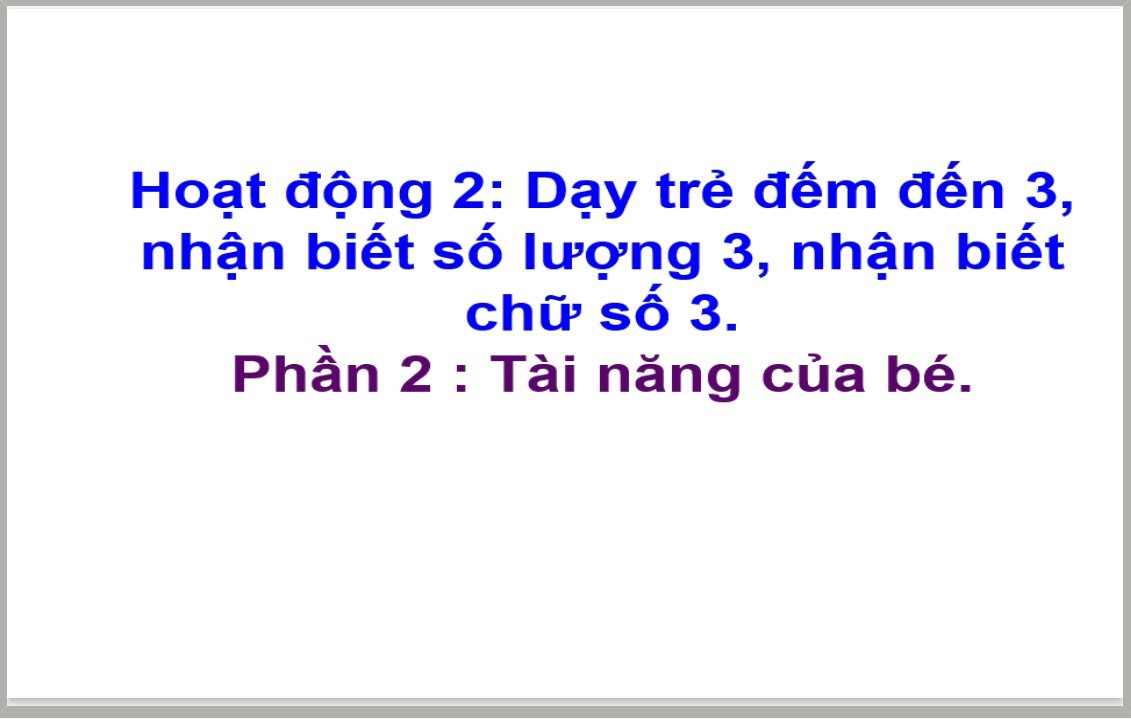 Hoạt động 2: Dạy trẻ đếm đến 3,
nhận biết số lượng 3, nhận biết
chữ số 3.
Phần 2 : Tài năng của bé.